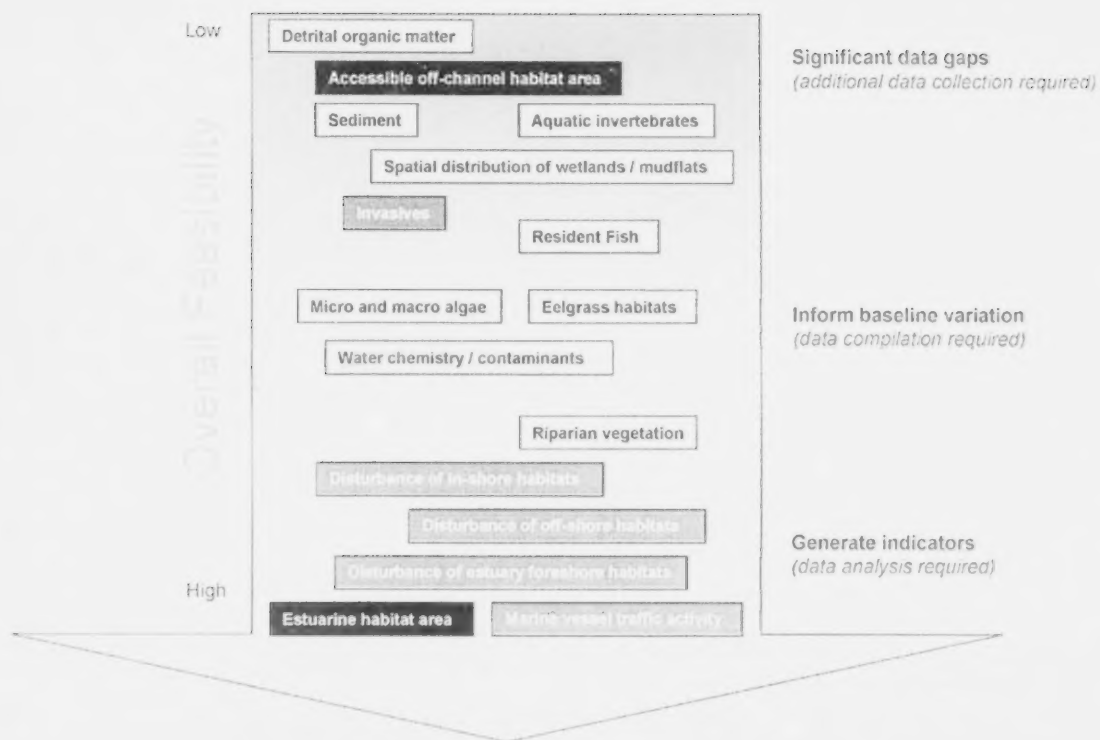 Low
Detrital organic matter
Significant data gaps
(additional data collection required)
Accessible off-channel habitat area
Sediment
Aquatic invertebrates
Spatial distribution of wetlands / mudflats
Invasives
Resident Fish
Overall Feasibility
Micro and macro algae
Eelgrass habitats
Inform baseline variation
(data compilation required)
Water chemistry / contaminants
Riparian vegetation
Disturbance of in-shore habitats
Disturbance of off-shore habitats
Generate indicators
(data analysis required)
Disturbance of estuary foreshore habitats
High
Estuarine habitat area
Marine vessel traffic activity